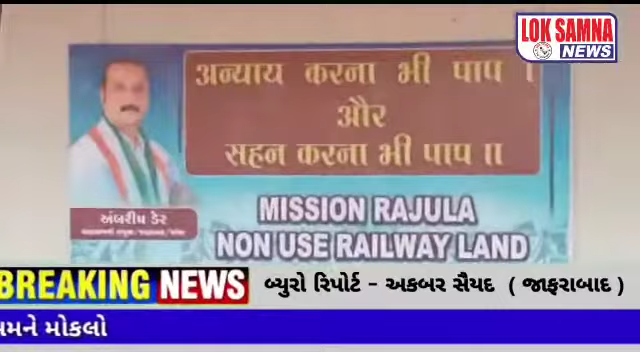 LOK SAMNA
NEWS
अन्याय करना भी पाप ।
और
सहन करना भी पाप ॥
અંબરીષ ડેર
MISSION RAJULA
NON USE RAILWAY LAND
BREAKING NEWS
બ્યુરો રિપોર્ટ - અકબર સૈયદ ( જાફરાબાદ )
અમને મોકલો